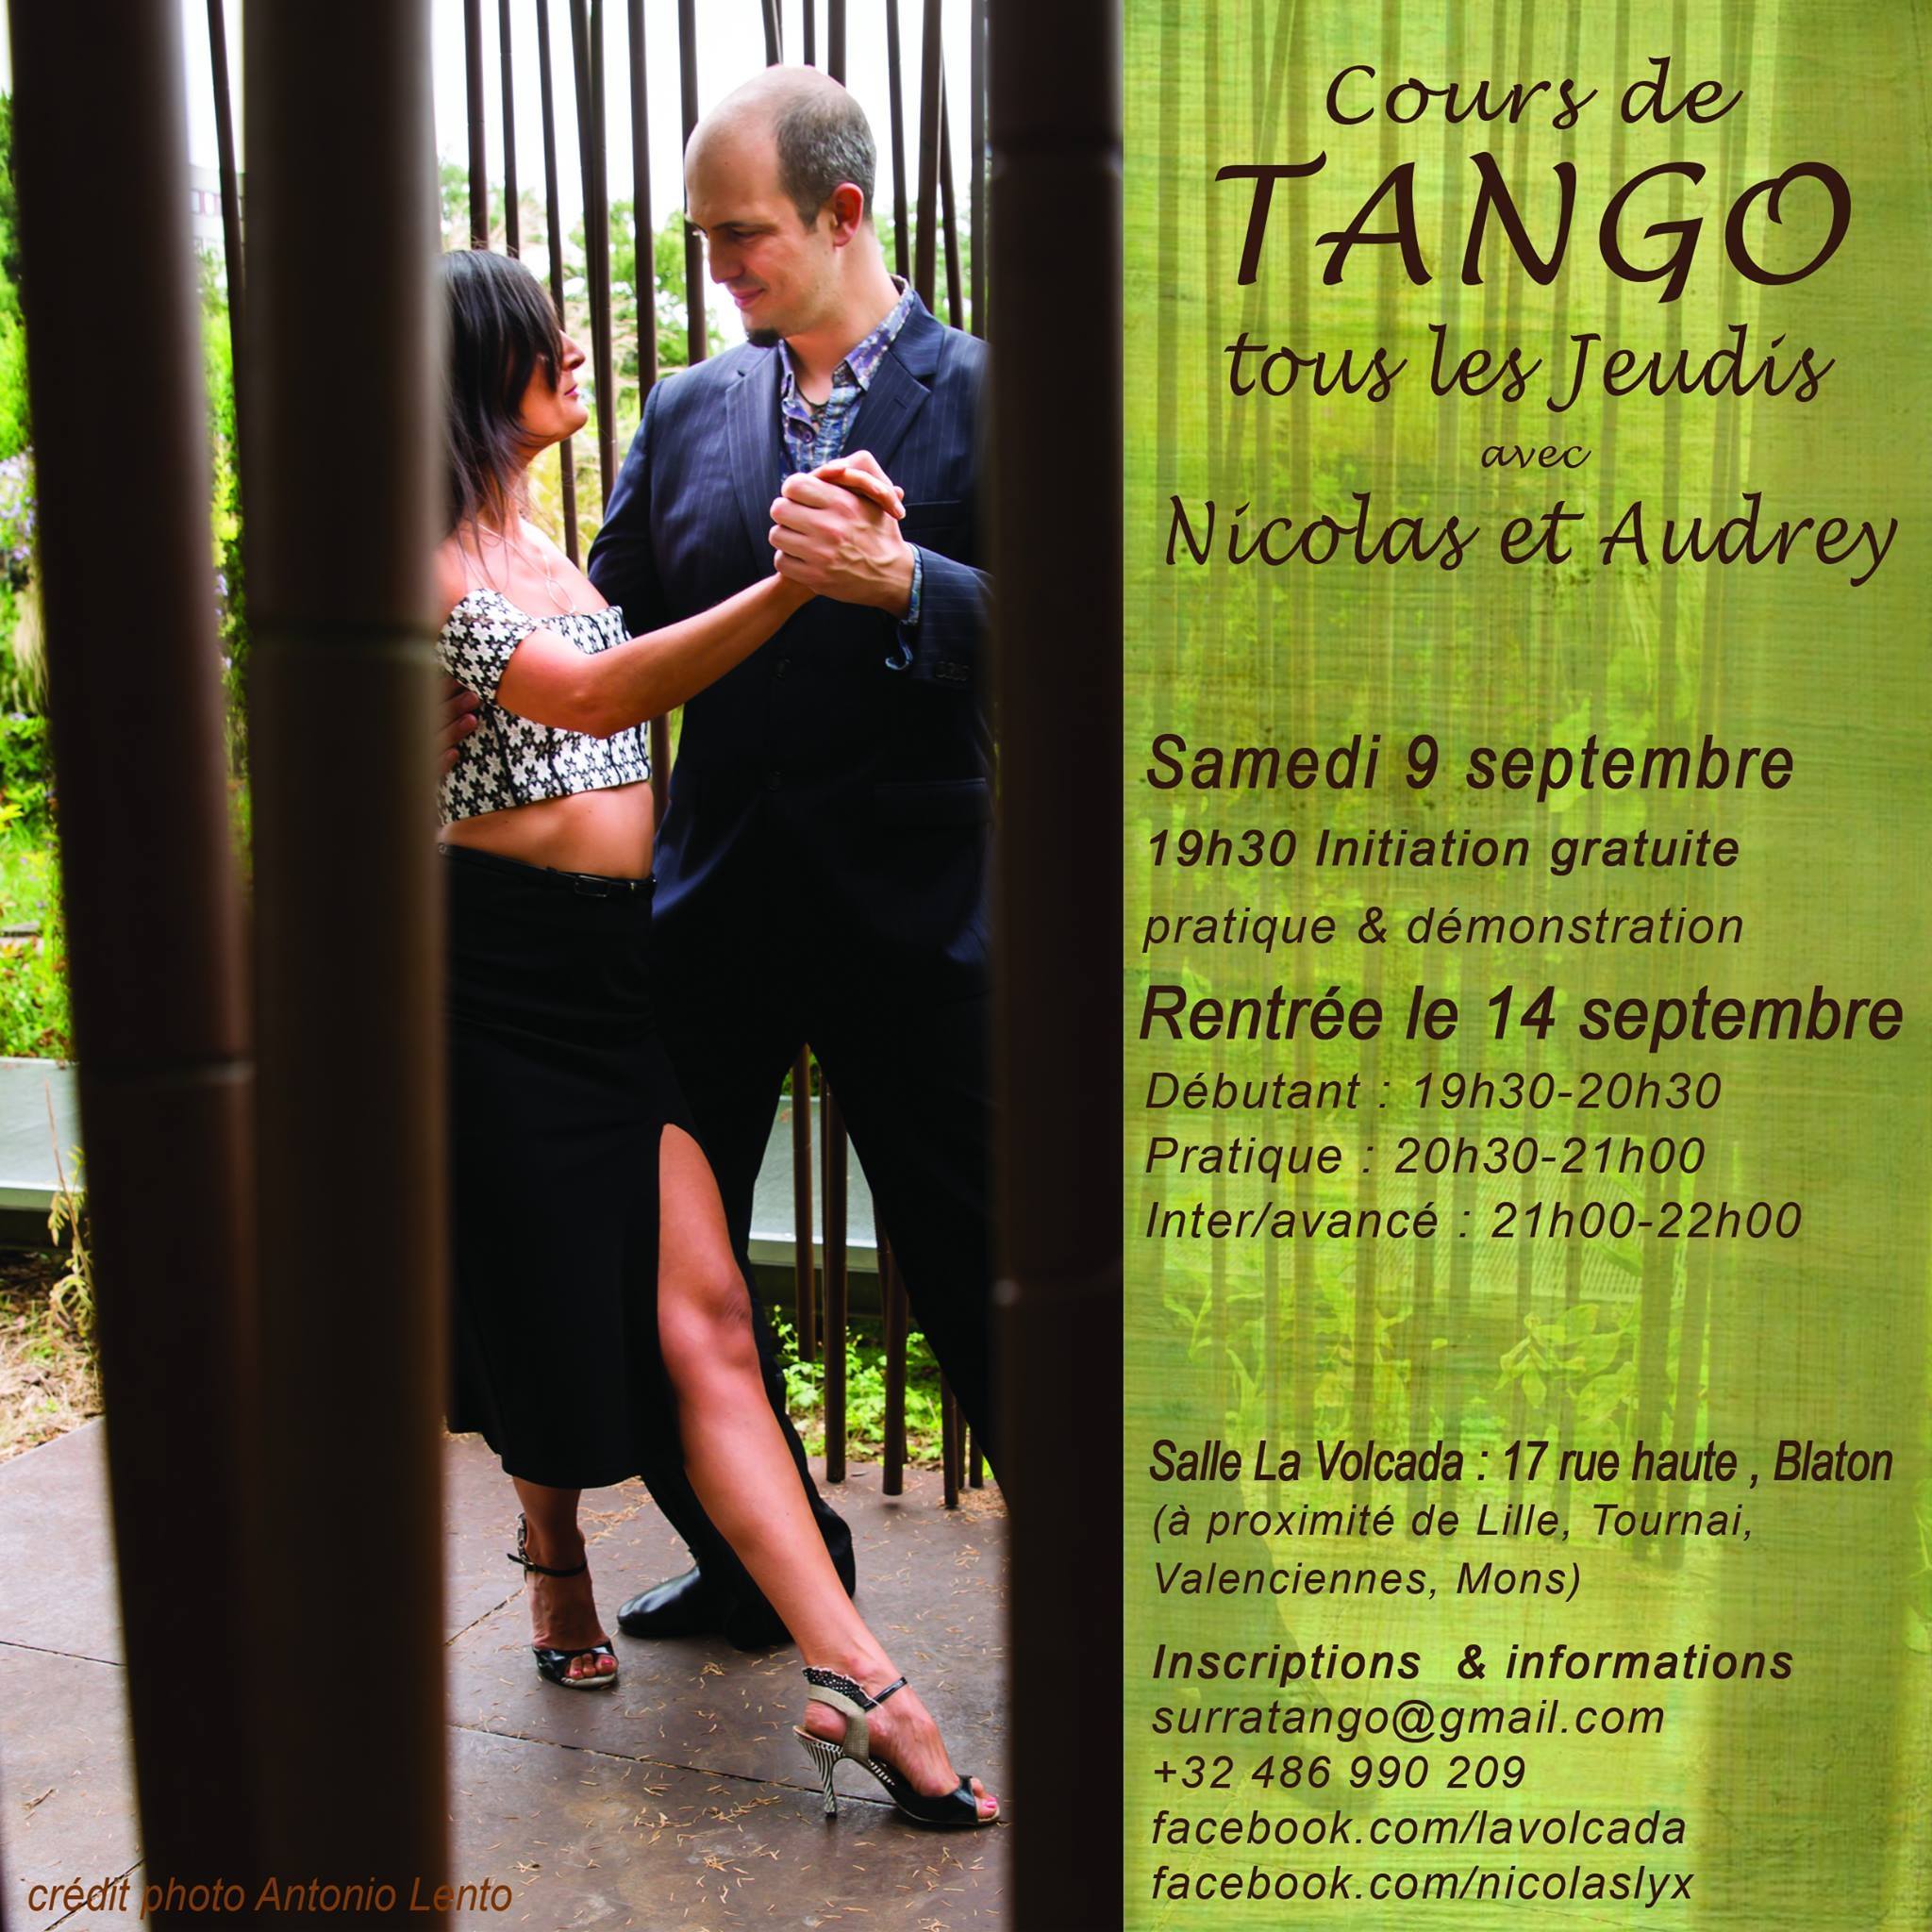 Cours de
TANGO
tous les Jeudis
avec
Nicolas et Audrey
Samedi 9 septembre
19h30 Initiation gratuite
pratique & démonstration
Rentrée le 14 septembre
Débutant : 19h30-20h30
Pratique : 20h30-21h00
Inter/avancé : 21h00-22h00
Salle La Volcada : 17 rue haute , Blaton
(à proximité de Lille, Tournai,
Valenciennes, Mons)
Inscriptions & informations
surratango@gmail.com
+32 486 990 209
facebook.com/lavolcada
facebook.com/nicolaslyx
crédit photo Antonio Lento